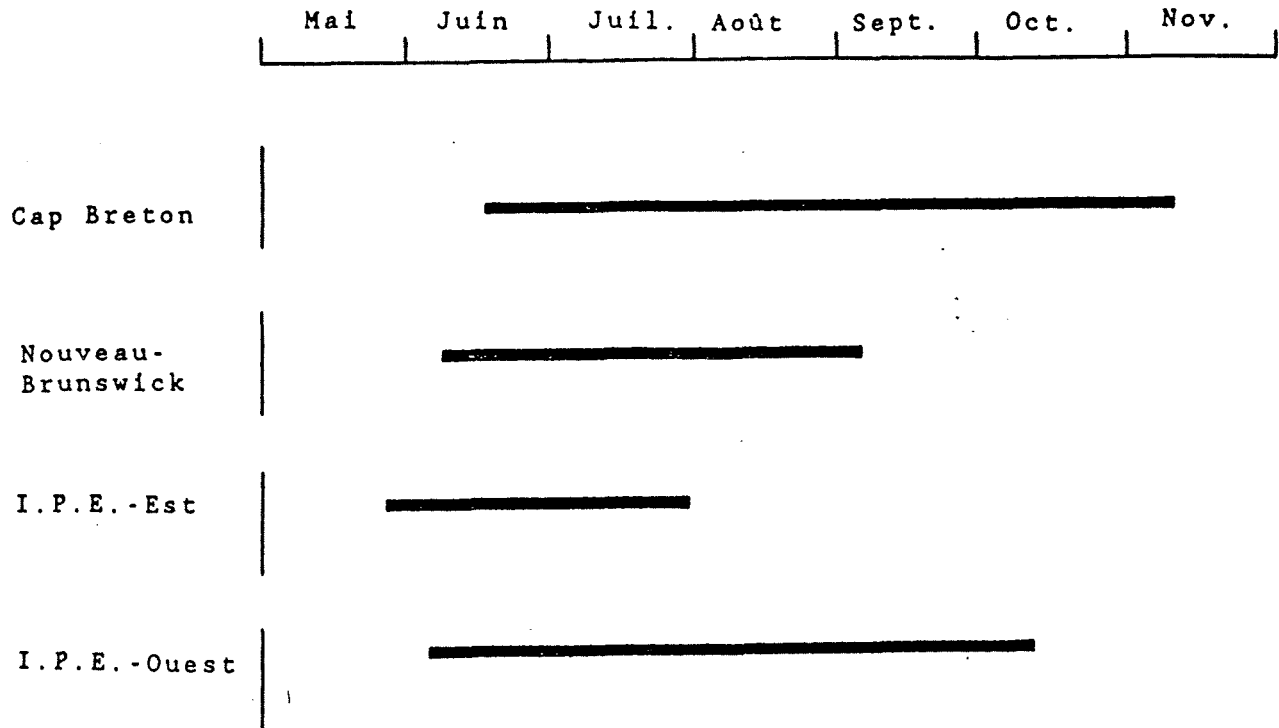 Mai Juin Juil. Août Sept. Oct. Nov.
Cap Breton
Nouveau-
Brunswick
I.P.E.-Est
I.P.E.-Ouest